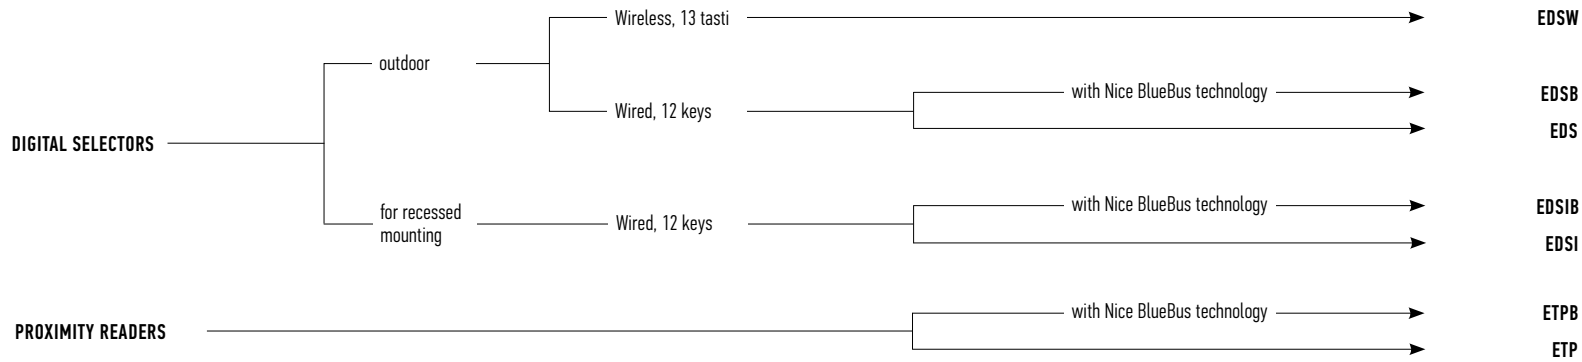 Wireless, 13 tasti
EDSW
outdoor
with Nice BlueBus technology
EDSB
Wired, 12 keys
EDS
DIGITAL SELECTORS
for recessed
mounting
Wired, 12 keys
with Nice BlueBus technology
EDSIB
EDSI
PROXIMITY READERS
with Nice BlueBus technology
ETPB
ETP